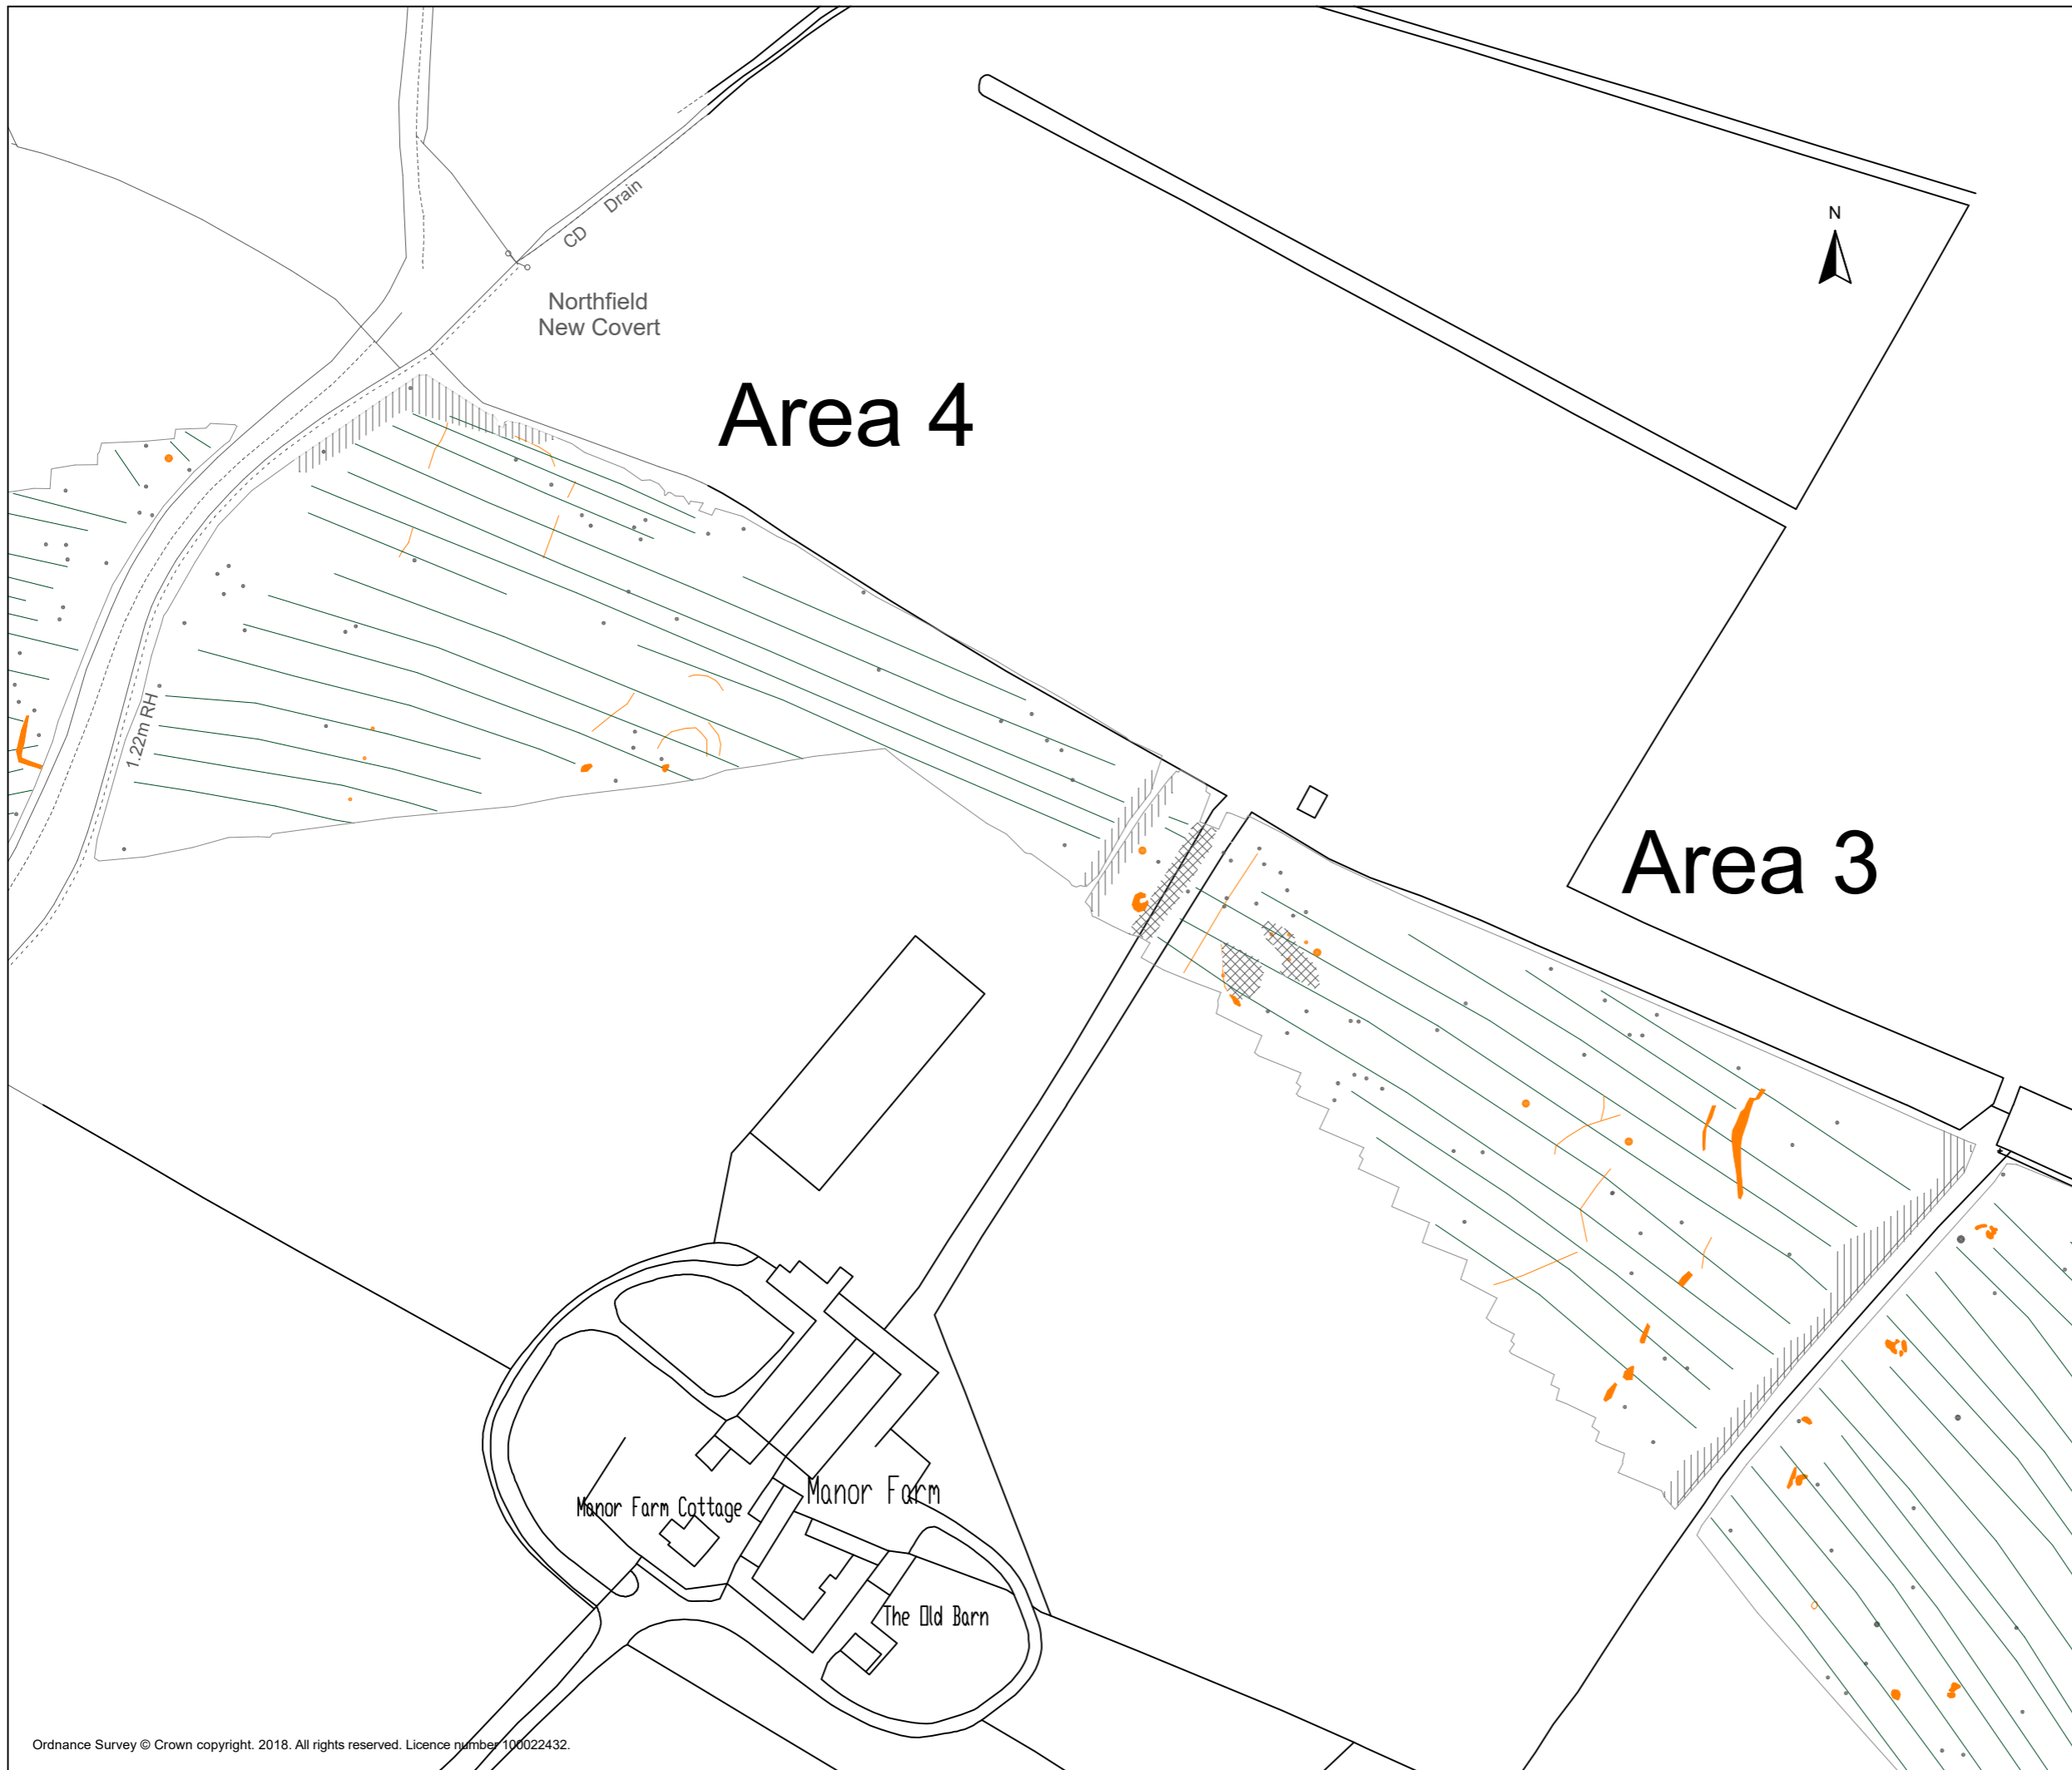 N
Drain
CD
Northfield
New Covert
Area 4
1.22m RH
Area 3
Manor Farm
Manor Farm Cottage
The Old Barn
Ordnance Survey © Crown copyright. 2018. All rights reserved. Licence number 100022432.